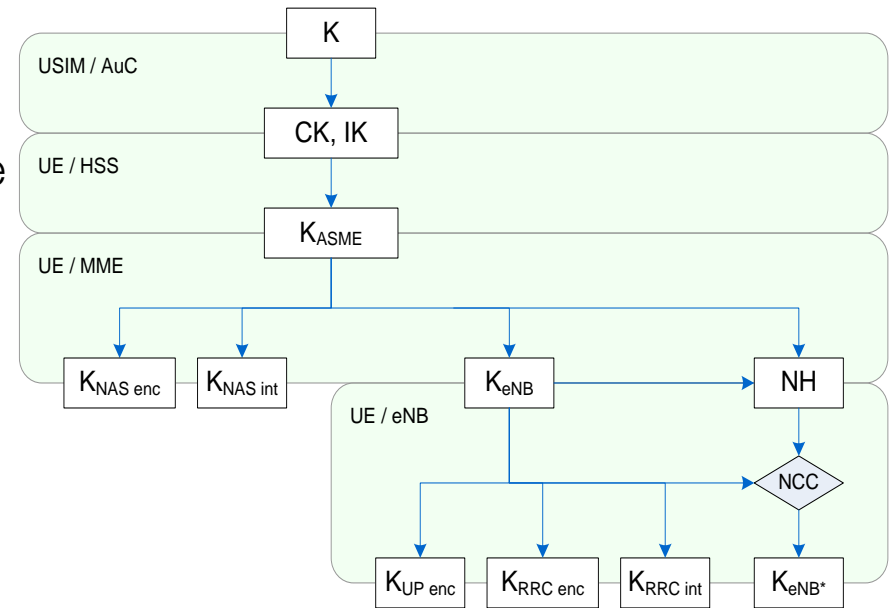 K
USIM / AuC
CK, IK
UE / HSS
e
KASME
UE / MME
KNAS enc
KNAS int
KeNB
NH
UE / eNB
NCC
KUP enc
KRRC enc
KRRC int
KeNB*